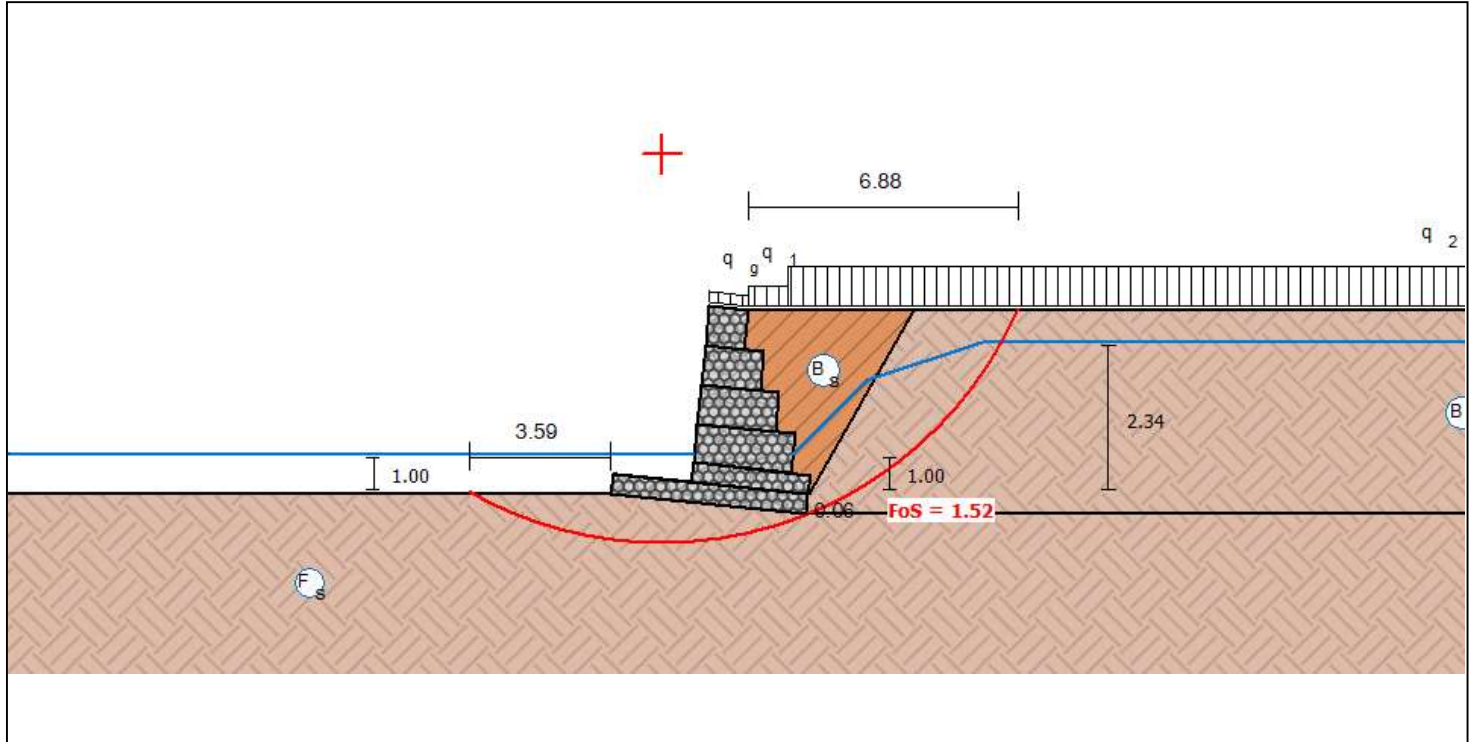 6.88
q 2
q g q 1
B s
B
2.34
3.59
1.00
1.00
0.06
FoS = 1.52
F s